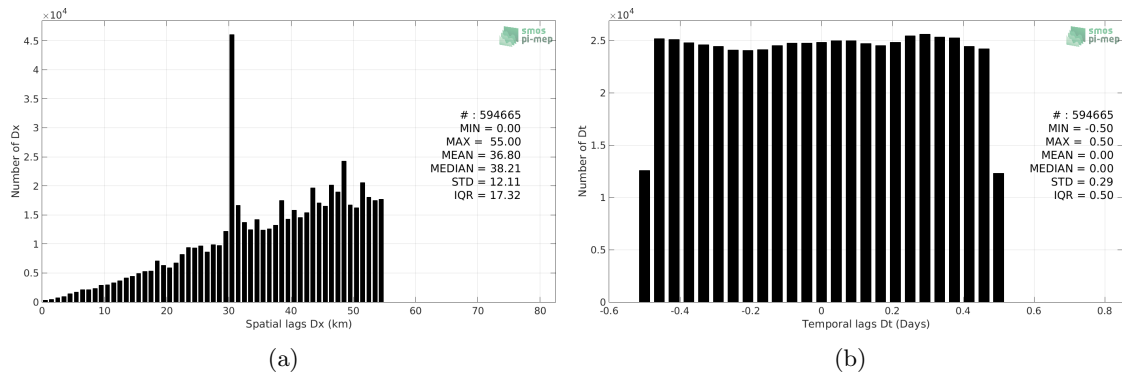 ×10⁴
4.5
4
3.5
3
2.5
2
1.5
1
0.5
0
Number of Dx
0 10 20 30 40 50 60 70 80
Spatial lags Dx (km)
smos
pi-mep
# : 594665
MIN = 0.00
MAX = 55.00
MEAN = 36.80
MEDIAN = 38.21
STD = 12.11
IQR = 17.32
(a)
×10⁴
2.5
2
1.5
1
0.5
0
Number of Dt
-0.6 -0.4 -0.2 0 0.2 0.4 0.6 0.8
Temporal lags Dt (Days)
smos
pi-mep
# : 594665
MIN = -0.50
MAX = 0.50
MEAN = 0.00
MEDIAN = 0.00
STD = 0.29
IQR = 0.50
(b)